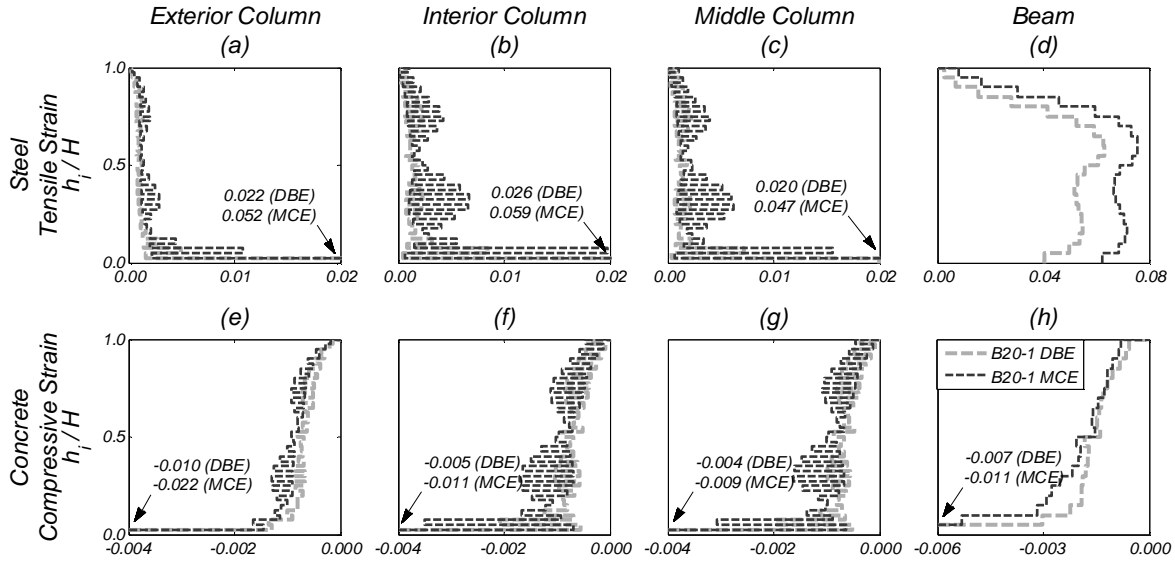 Exterior Column
Interior Column
Middle Column
Beam
(a)
(b)
(c)
(d)
Steel
Tensile Strain
h_i / H
1.0
0.5
0.0
0.022 (DBE)
0.052 (MCE)
0.026 (DBE)
0.059 (MCE)
0.020 (DBE)
0.047 (MCE)
0.00
0.01
0.02
0.00
0.01
0.02
0.00
0.01
0.02
0.00
0.04
0.08
(e)
(f)
(g)
(h)
Concrete
Compressive Strain
h_i / H
1.0
0.5
0.0
-0.010 (DBE)
-0.022 (MCE)
-0.005 (DBE)
-0.011 (MCE)
-0.004 (DBE)
-0.009 (MCE)
B20-1 DBE
B20-1 MCE
-0.007 (DBE)
-0.011 (MCE)
-0.004
-0.002
0.000
-0.004
-0.002
0.000
-0.004
-0.002
0.000
-0.006
-0.003
0.000